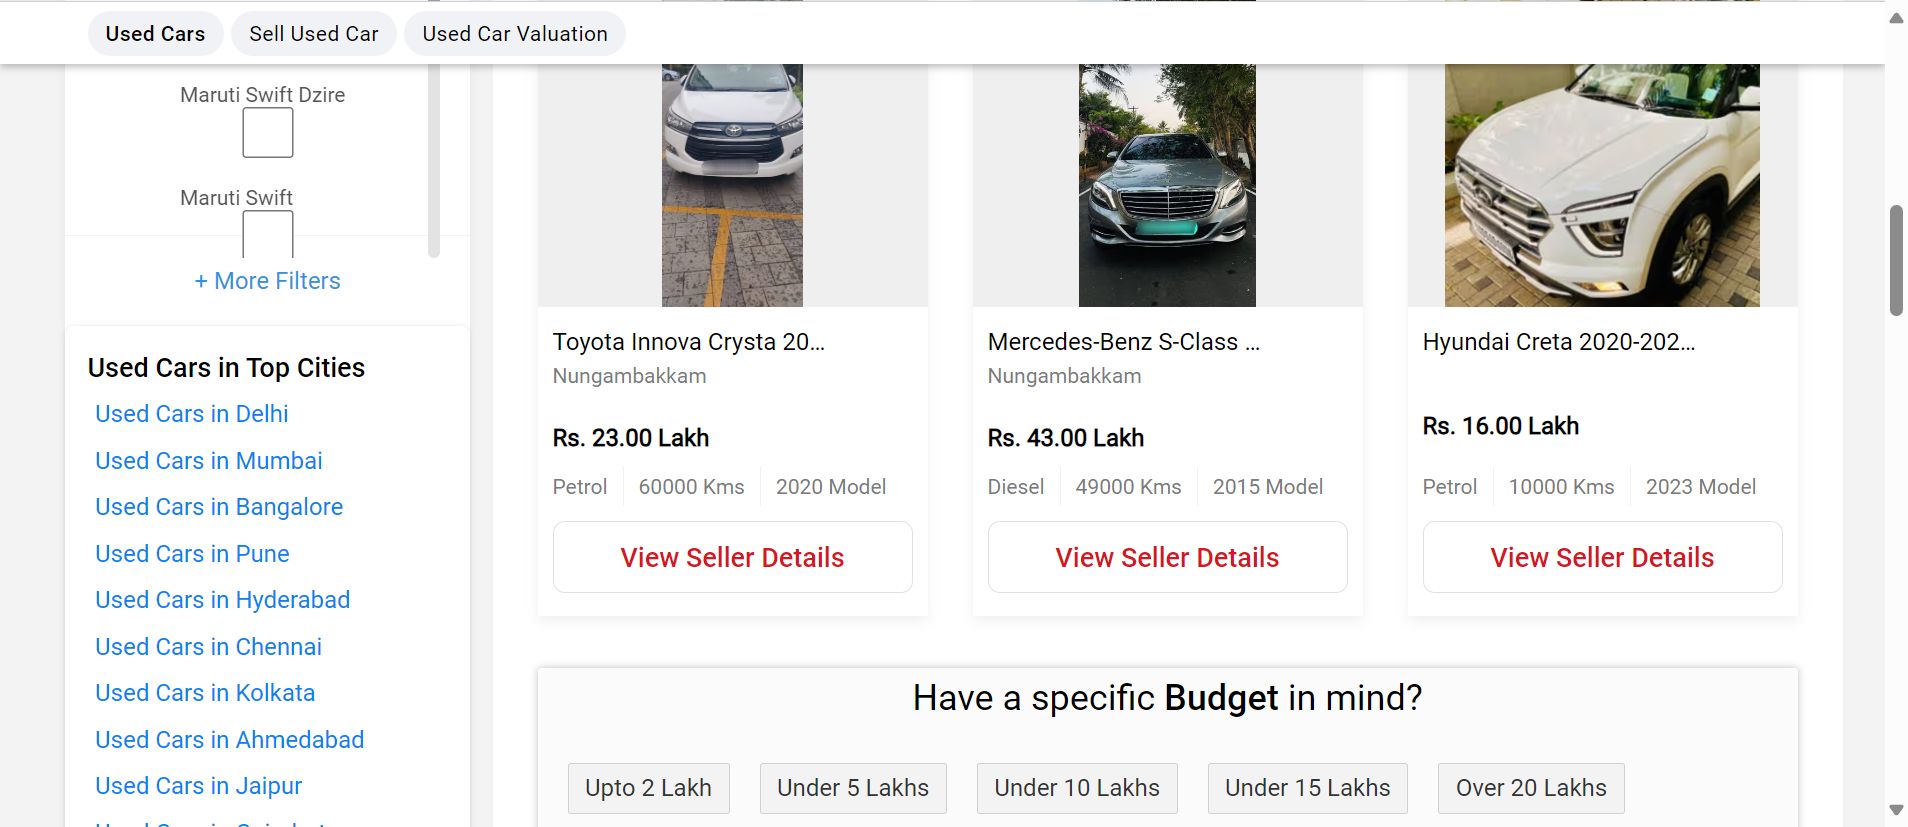 Used Cars
Sell Used Car
Used Car Valuation
Maruti Swift Dzire
Maruti Swift
+ More Filters
Used Cars in Top Cities
Used Cars in Delhi
Used Cars in Mumbai
Used Cars in Bangalore
Used Cars in Pune
Used Cars in Hyderabad
Used Cars in Chennai
Used Cars in Kolkata
Used Cars in Ahmedabad
Used Cars in Jaipur
Toyota Innova Crysta 20...
Nungambakkam
Rs. 23.00 Lakh
Petrol 60000 Kms 2020 Model
View Seller Details
Mercedes-Benz S-Class ...
Nungambakkam
Rs. 43.00 Lakh
Diesel 49000 Kms 2015 Model
View Seller Details
Hyundai Creta 2020-202...
Rs. 16.00 Lakh
Petrol 10000 Kms 2023 Model
View Seller Details
Have a specific Budget in mind?
Upto 2 Lakh
Under 5 Lakhs
Under 10 Lakhs
Under 15 Lakhs
Over 20 Lakhs